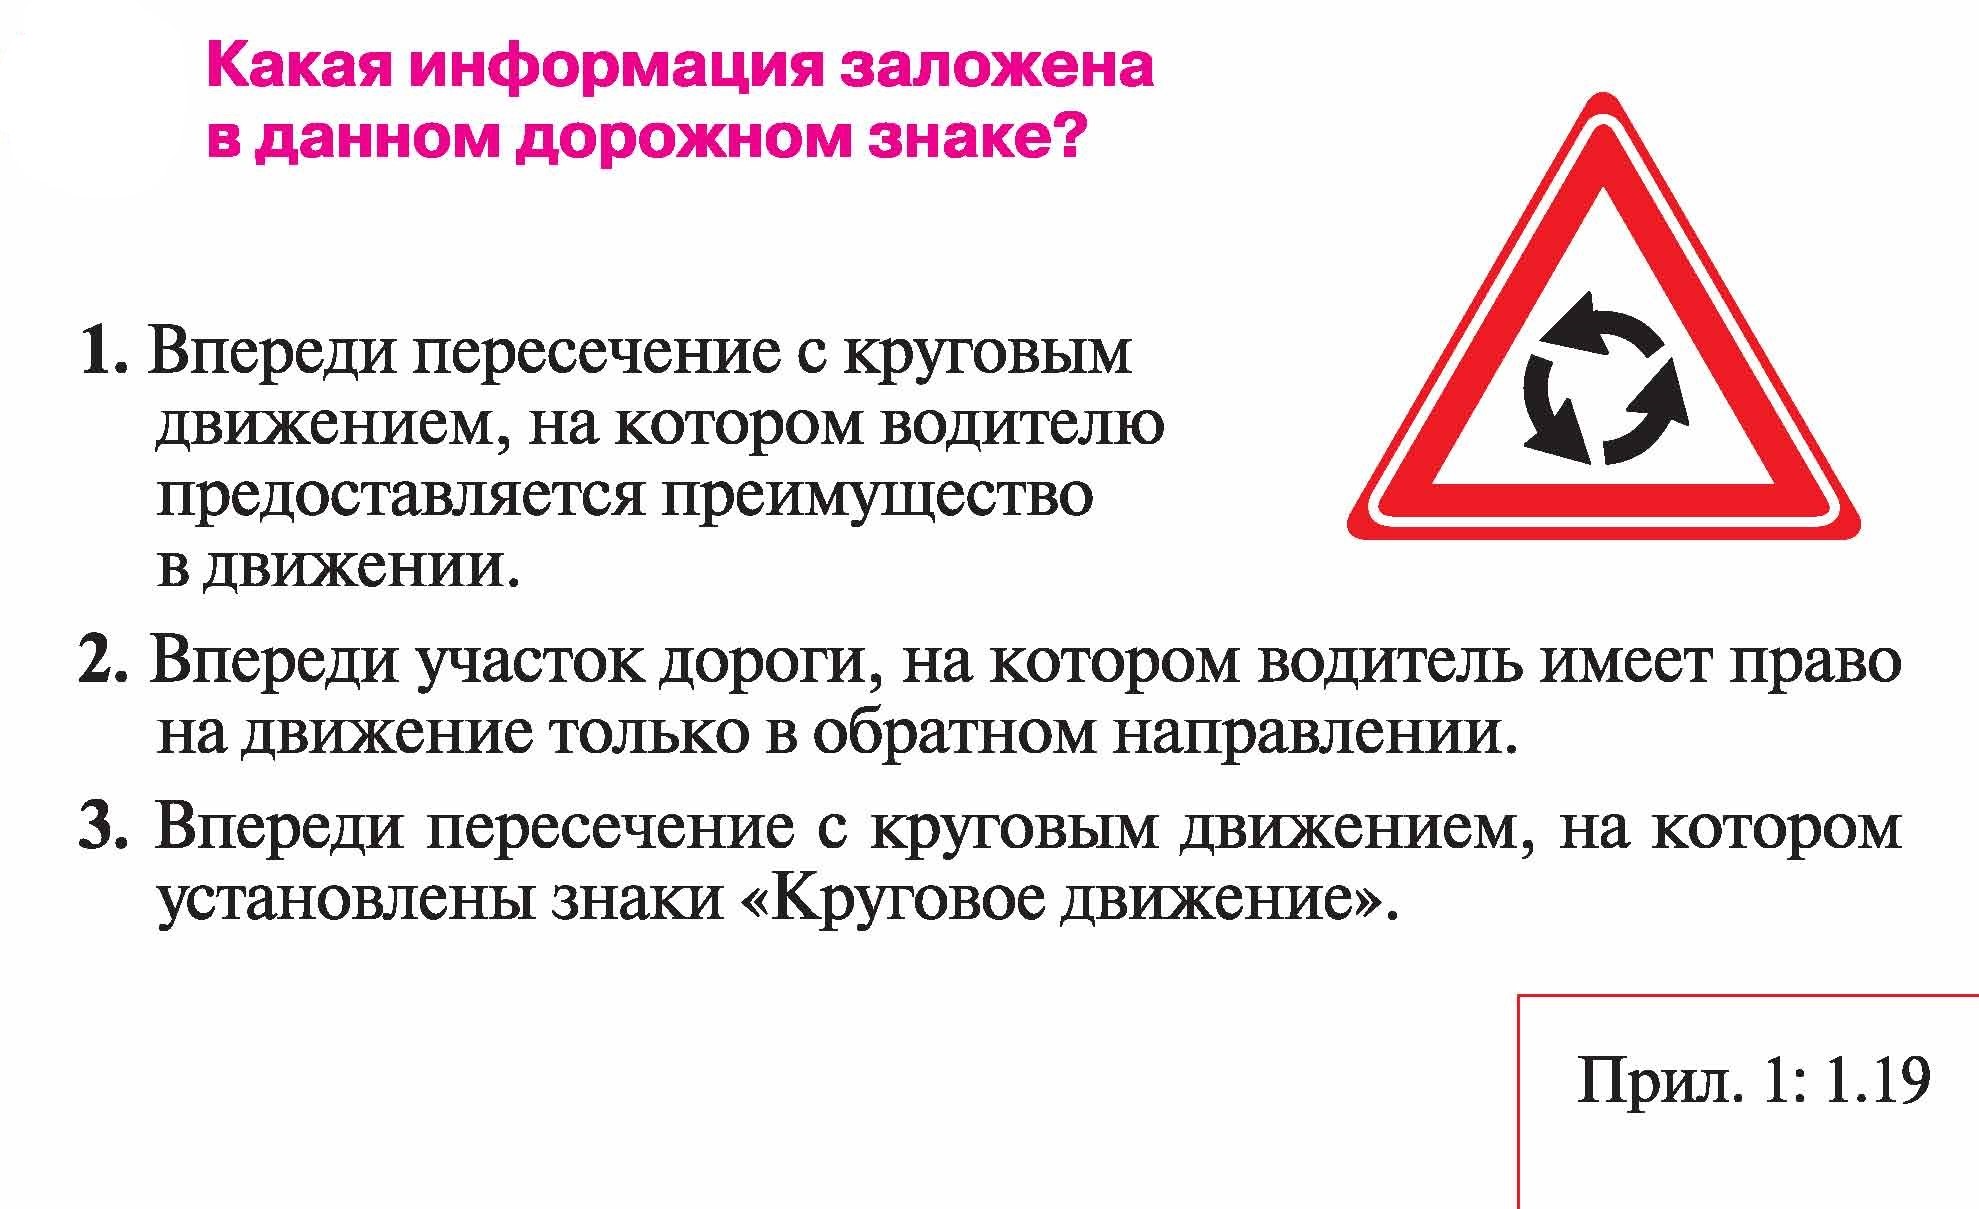 Какая информация заложена
в данном дорожном знаке?
1. Впереди пересечение с круговым
движением, на котором водителю
предоставляется преимущество
в движении.
2. Впереди участок дороги, на котором водитель имеет право
на движение только в обратном направлении.
3. Впереди пересечение с круговым движением, на котором
установлены знаки «Круговое движение».
Прил. 1: 1.19